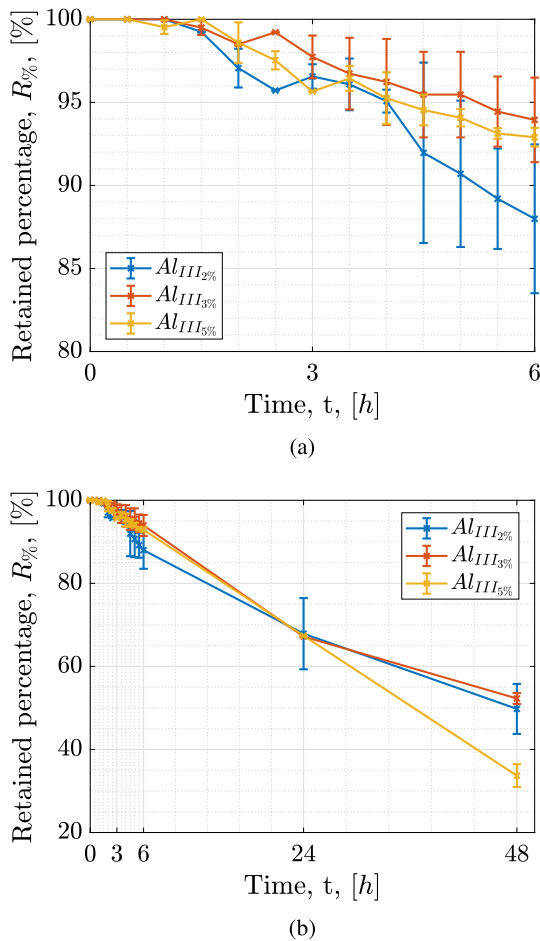 Retained percentage, R%, [%]
100
95
90
85
80
Al_III_2%
Al_III_3%
Al_III_5%
0 3 6
Time, t, [h]
(a)
Retained percentage, R%, [%]
100
80
60
40
20
Al_III_2%
Al_III_3%
Al_III_5%
0 3 6 24 48
Time, t, [h]
(b)